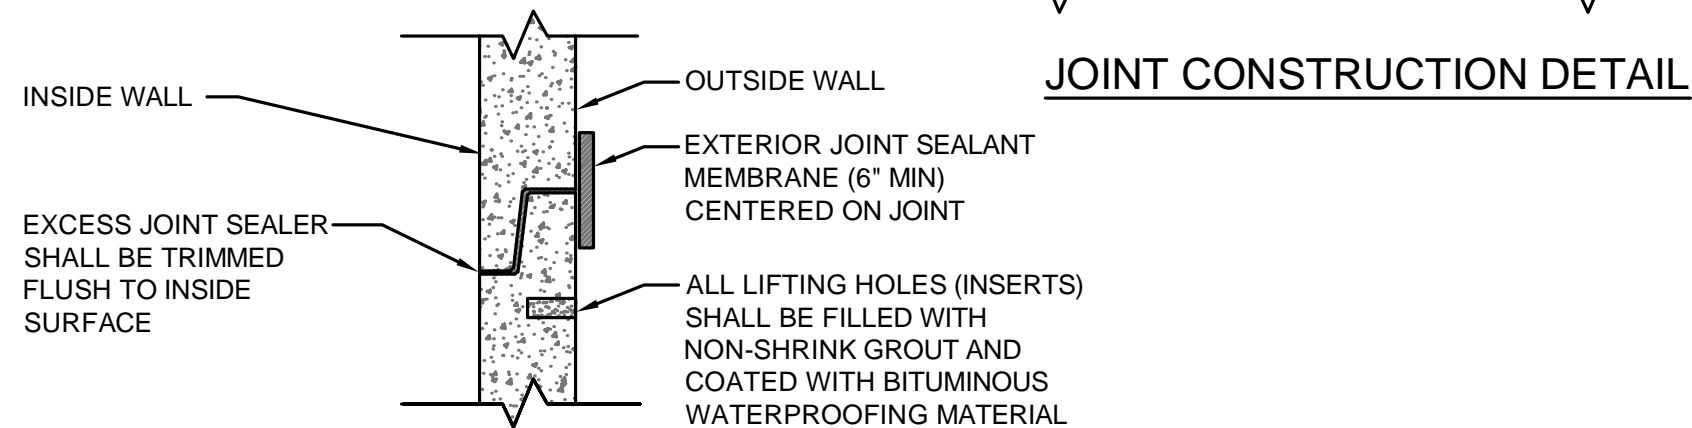 INSIDE WALL
EXCESS JOINT SEALER
SHALL BE TRIMMED
FLUSH TO INSIDE
SURFACE
OUTSIDE WALL
EXTERIOR JOINT SEALANT
MEMBRANE (6" MIN)
CENTERED ON JOINT
ALL LIFTING HOLES (INSERTS)
SHALL BE FILLED WITH
NON-SHRINK GROUT AND
COATED WITH BITUMINOUS
WATERPROOFING MATERIAL
JOINT CONSTRUCTION DETAIL